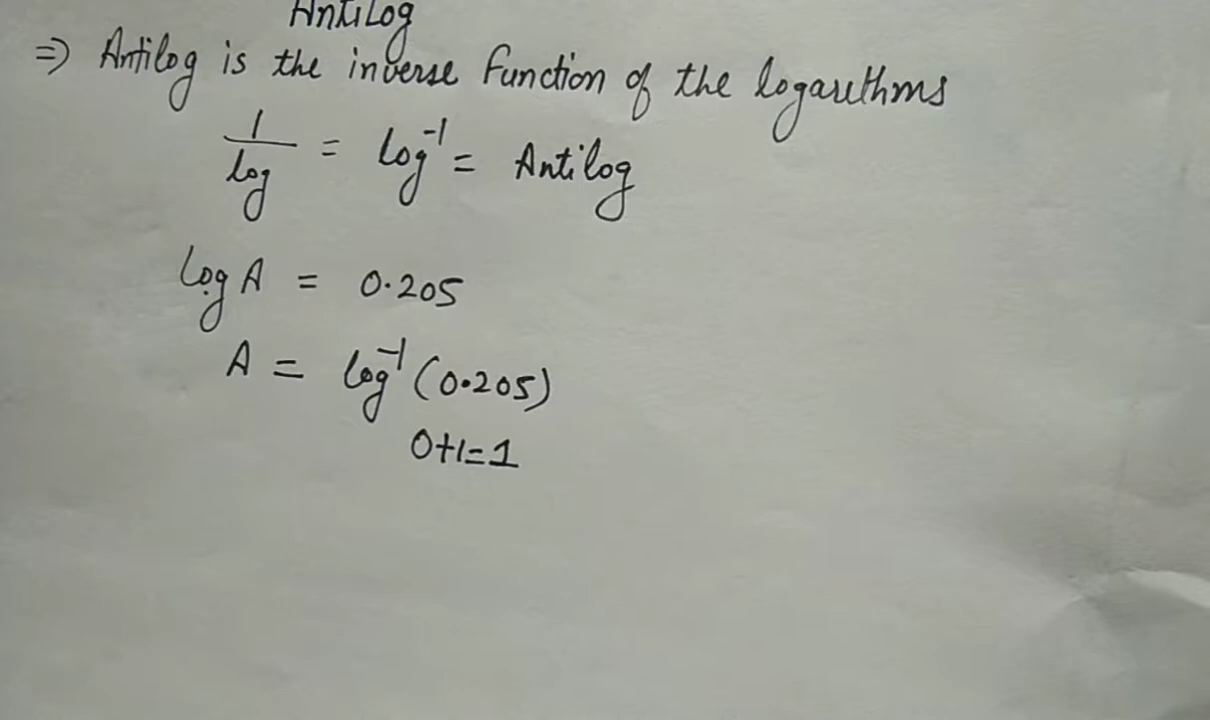 Antilog
⇒ Antilog is the inverse function of the logarethms
1/log = log⁻¹ = Antilog
log A = 0.205
A = log⁻¹ (0.205)
0+1=1